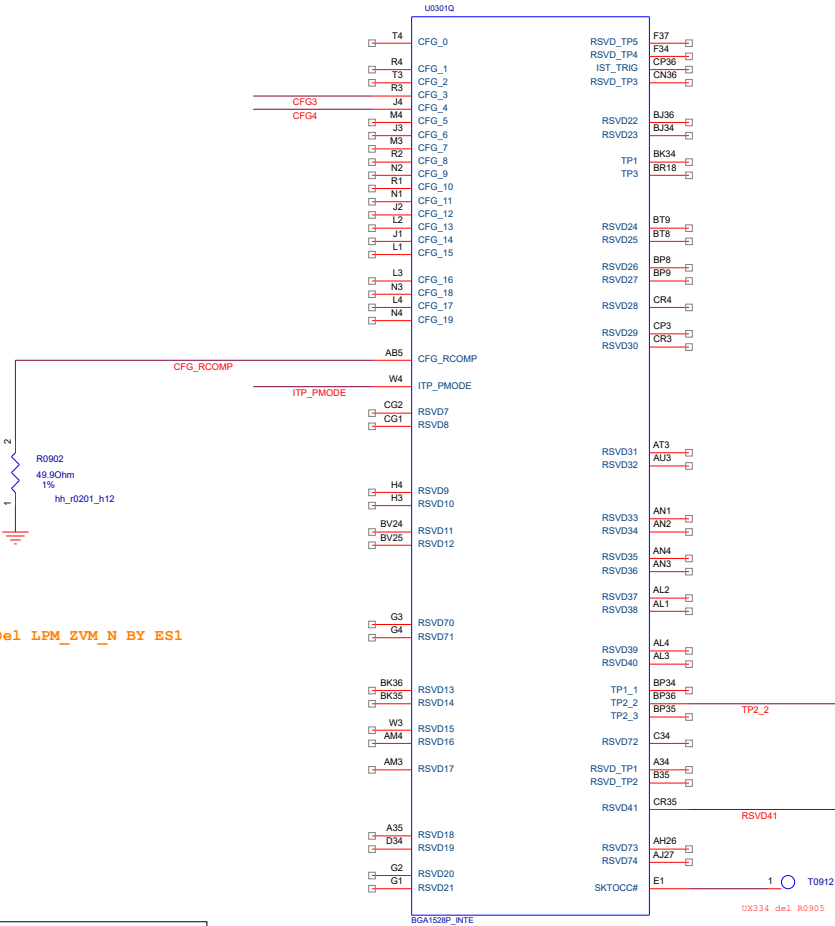 U0301Q
T4 CFG_0 RSVD_TP5 F37
RSVD_TP4 F34
R4 CFG_1 IST_TRIG CP36
T3 CFG_2 RSVD_TP3 CN36
R3 CFG_3
CFG3
J4 CFG_4
CFG4
M4 CFG_5 RSVD22 BJ36
J3 CFG_6 RSVD23 BJ34
M3 CFG_7
R2 CFG_8 TP1 BK34
N2 CFG_9 TP3 BR18
R1 CFG_10
N1 CFG_11
J2 CFG_12
L2 CFG_13 RSVD24 BT9
J1 CFG_14 RSVD25 BT8
L1 CFG_15
RSVD26 BP8
L3 CFG_16 RSVD27 BP9
N3 CFG_18
L4 CFG_17 RSVD28 CR4
N4 CFG_19
RSVD29 CP3
RSVD30 CR3
AB5 CFG_RCOMP
CFG_RCOMP
W4 ITP_PMODE
ITP_PMODE
CG2 RSVD7
CG1 RSVD8
2
R0902
49.9Ohm
1%
hh_r0201_h12
1
RSVD31 AT3
RSVD32 AU3
H4 RSVD9
H3 RSVD10
RSVD33 AN1
BV24 RSVD11 RSVD34 AN2
BV25 RSVD12
RSVD35 AN4
RSVD36 AN3
RSVD37 AL2
RSVD38 AL1
G3 RSVD70
G4 RSVD71
el LPM_ZVM_N BY ES1
RSVD39 AL4
RSVD40 AL3
BK36 RSVD13 TP1_1 BP34
BK35 RSVD14 TP2_2 BP36
TP2_2
TP2_3 BP35
W3 RSVD15
AM4 RSVD16 RSVD72 C34
AM3 RSVD17 RSVD_TP1 A34
RSVD_TP2 B35
RSVD41 CR35
RSVD41
A35 RSVD18
D34 RSVD19 RSVD73 AH26
RSVD74 AJ27
G2 RSVD20
G1 RSVD21 SKTOCC# E1 1 T0912
UX334 del R0905
BGA1528P_INTE